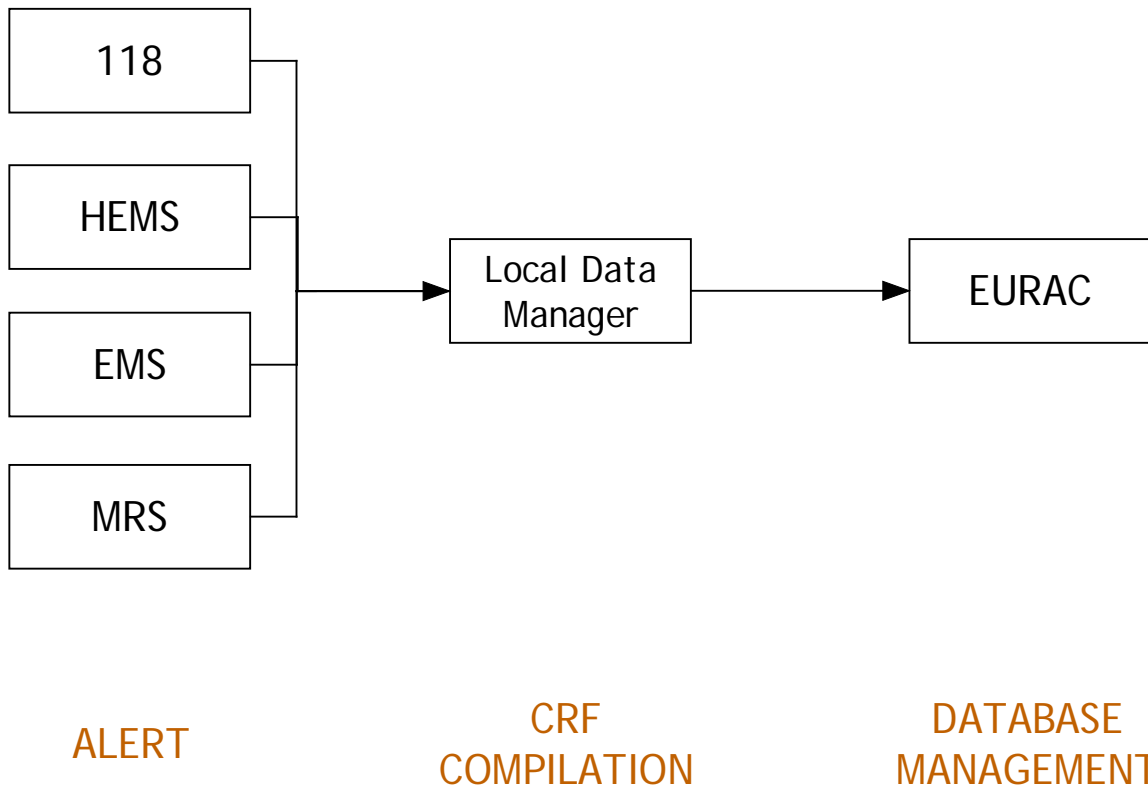 118
HEMS
EMS
MRS
Local Data
Manager
EURAC
ALERT
CRF
COMPILATION
DATABASE
MANAGEMENT